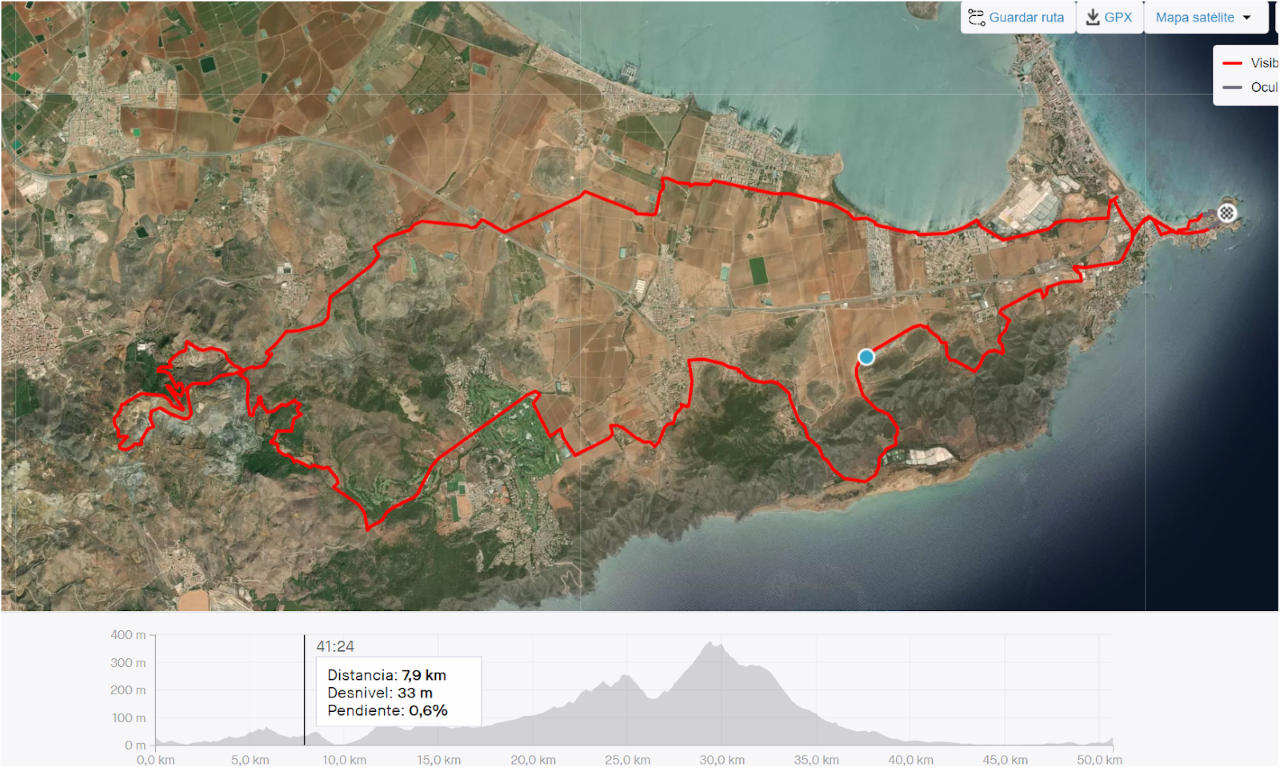 Guardar ruta
GPX
Mapa satélite
Visib
Ocul
400 m
300 m
200 m
100 m
0 m
41:24
Distancia: 7,9 km
Desnivel: 33 m
Pendiente: 0,6%
0,0 km
5,0 km
10,0 km
15,0 km
20,0 km
25,0 km
30,0 km
35,0 km
40,0 km
45,0 km
50,0 km